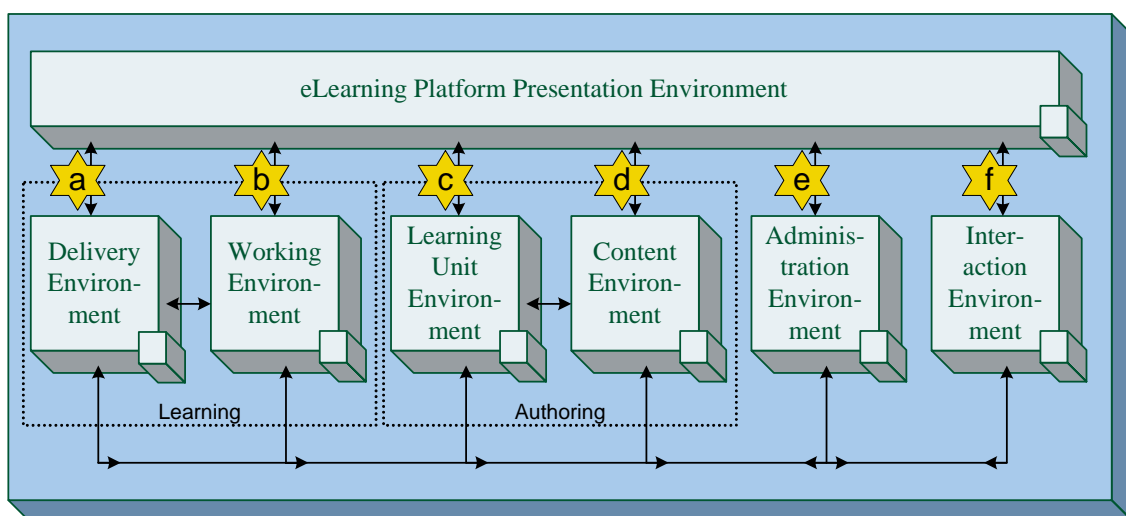 eLearning Platform Presentation Environment
a
b
c
d
e
f
Delivery
Environ-
ment
Working
Environ-
ment
Learning
Unit
Environ-
ment
Content
Environ-
ment
Adminis-
tration
Environ-
ment
Inter-
action
Environ-
ment
Learning
Authoring